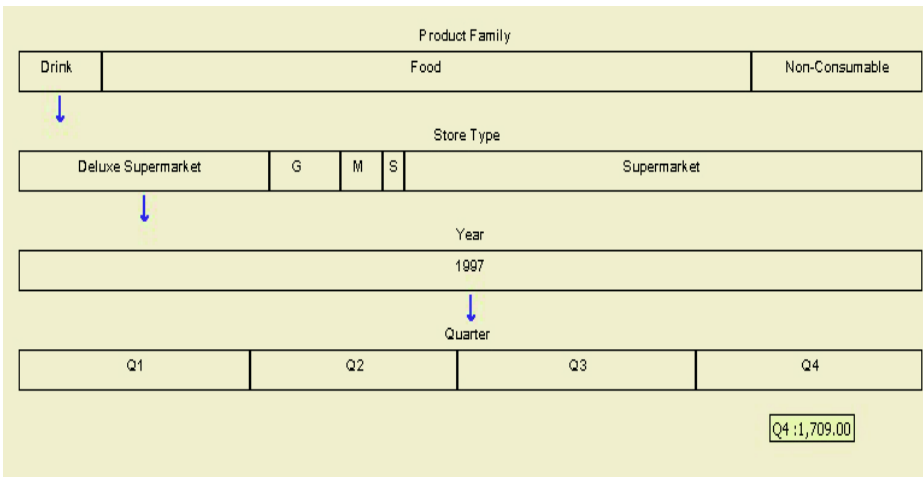 Product Family
Drink Food Non-Consumable
Store Type
Deluxe Supermarket G M S Supermarket
Year
1997
Quarter
Q1 Q2 Q3 Q4
Q4 :1,709.00